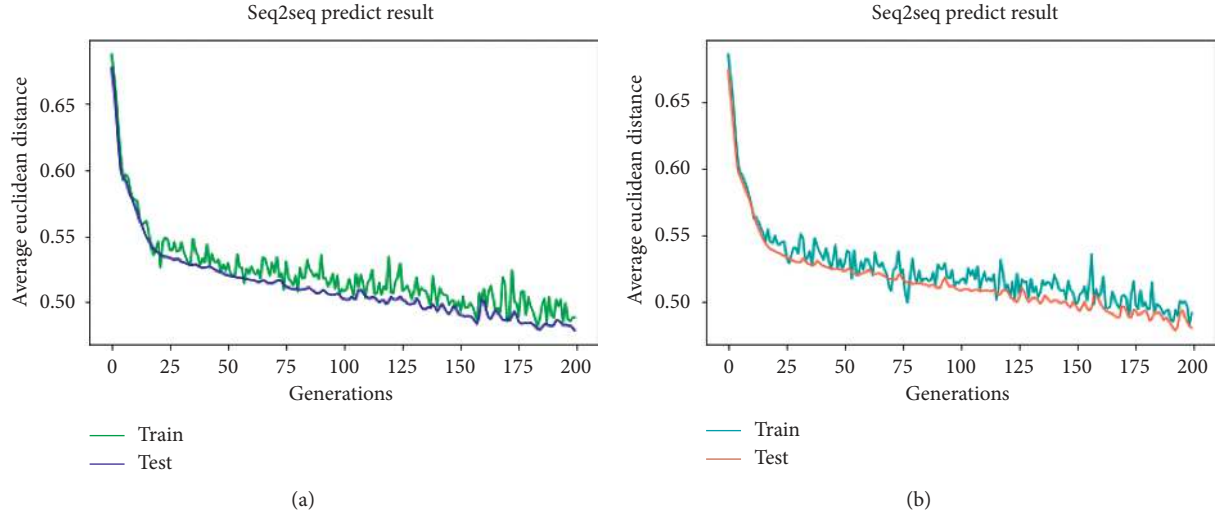 Seq2seq predict result
Average euclidean distance
0.65
0.60
0.55
0.50
0 25 50 75 100 125 150 175 200
Generations
Train
Test
(a)
Seq2seq predict result
Average euclidean distance
0.65
0.60
0.55
0.50
0 25 50 75 100 125 150 175 200
Generations
Train
Test
(b)